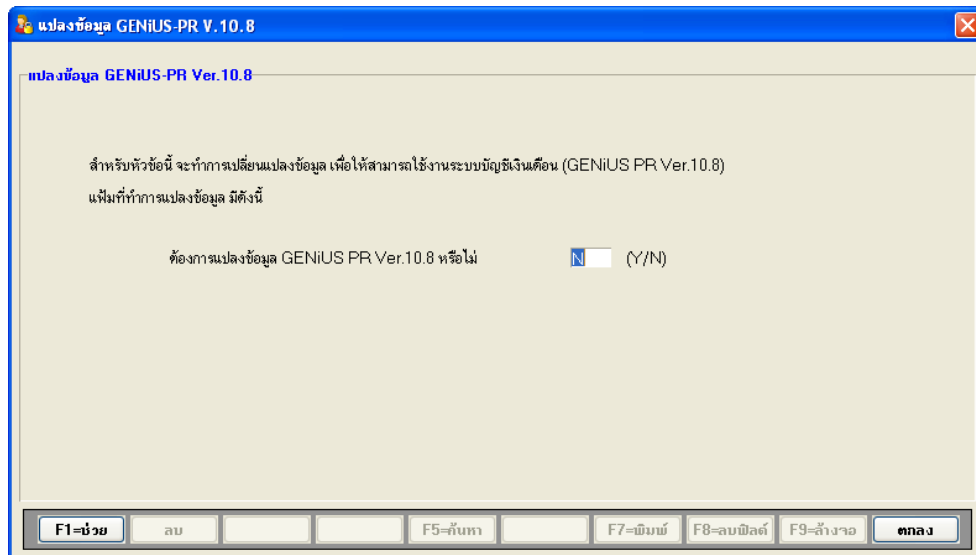 แปลงข้อมูล GENiUS-PR V.10.8
แปลงข้อมูล GENiUS-PR Ver.10.8
สำหรับหัวข้อนี้ จะทำการเปลี่ยนแปลงข้อมูล เพื่อให้สามารถใช้งานระบบบัญชีเงินเดือน (GENiUS PR Ver.10.8)
แฟ้มที่ทำการแปลงข้อมูล มีดังนี้
ต้องการแปลงข้อมูล GENiUS PR Ver.10.8 หรือไม่ N (Y/N)
F1=ช่วย ลบ F5=ค้นหา F7=พิมพ์ F8=ลบฟิลด์ F9=ล้างจอ ตกลง